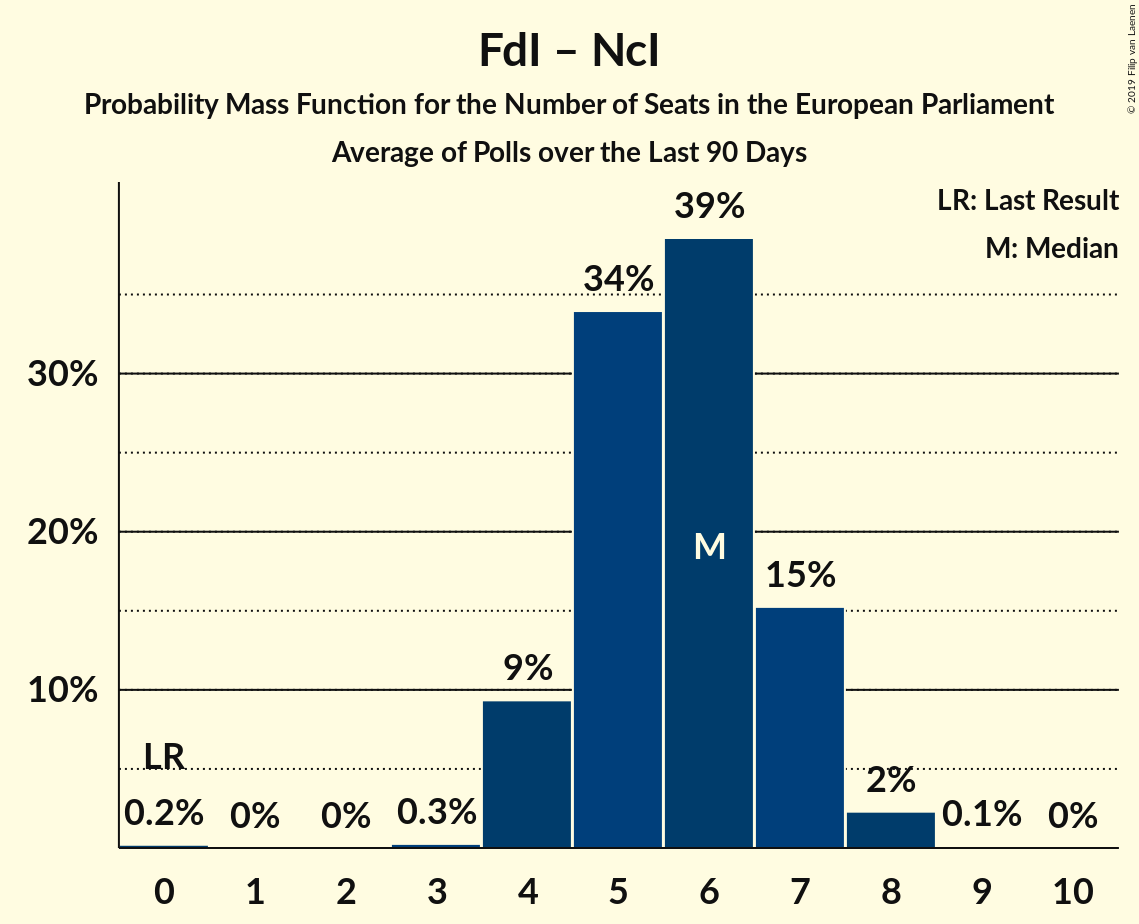 FdI – NcI
Probability Mass Function for the Number of Seats in the European Parliament
Average of Polls over the Last 90 Days
© 2019 Filip van Laenen
LR: Last Result
M: Median
39%
34%
30%
20%
M
15%
10%
9%
LR
2%
0.2%
0%
0%
0.3%
0.1%
0%
0 1 2 3 4 5 6 7 8 9 10